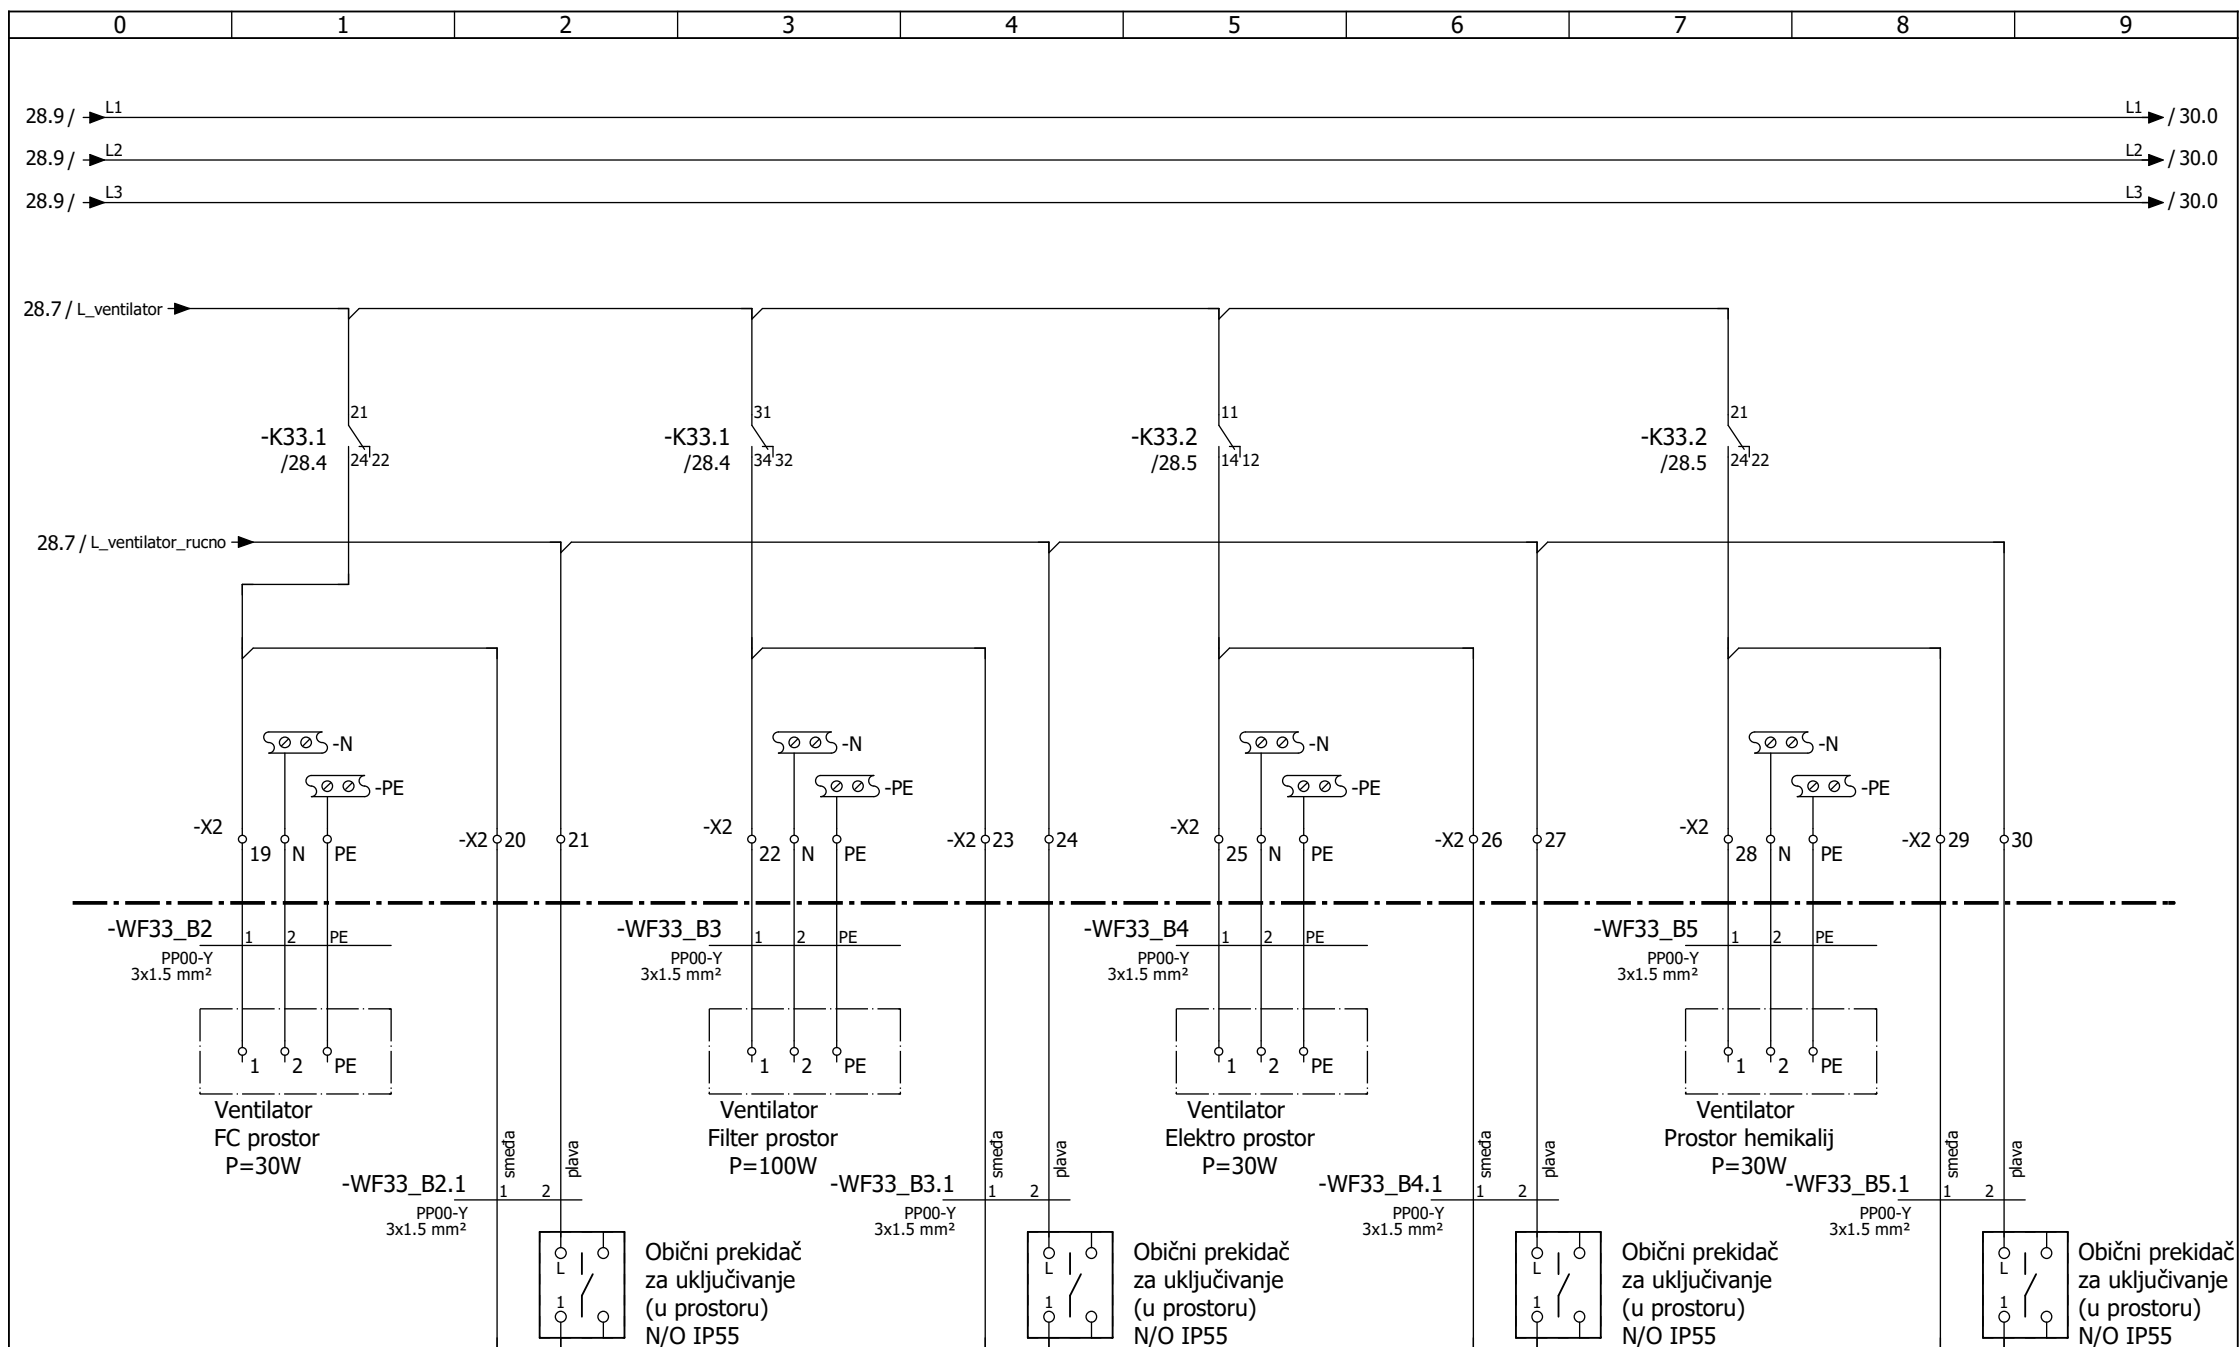 0 1 2 3 4 5 6 7 8 9
28.9 / L1 L1 / 30.0
28.9 / L2 L2 / 30.0
28.9 / L3 L3 / 30.0
28.7 / L_ventilator
21 31 11 21
-K33.1 -K33.1 -K33.2 -K33.2
/28.4 24 22 /28.4 34 32 /28.5 14 12 /28.5 24 22
28.7 / L_ventilator_rucno
-N -N -N -N
-PE -PE -PE -PE
-X2 19 N PE -X2 20 21 -X2 22 N PE -X2 23 24 -X2 25 N PE -X2 26 27 -X2 28 N PE -X2 29 30
-WF33_B2 1 2 PE -WF33_B3 1 2 PE -WF33_B4 1 2 PE -WF33_B5 1 2 PE
PP00-Y PP00-Y PP00-Y PP00-Y
3x1.5 mm² 3x1.5 mm² 3x1.5 mm² 3x1.5 mm²
1 2 PE 1 2 PE 1 2 PE 1 2 PE
Ventilator Ventilator Ventilator Ventilator
FC prostor Filter prostor Elektro prostor Prostor hemikalij
P=30W P=100W P=30W P=30W
smeđa plava smeđa plava smeđa plava smeđa plava
-WF33_B2.1 1 2 -WF33_B3.1 1 2 -WF33_B4.1 1 2 -WF33_B5.1 1 2
PP00-Y PP00-Y PP00-Y PP00-Y
3x1.5 mm² 3x1.5 mm² 3x1.5 mm² 3x1.5 mm²
L Obični prekidač L Obični prekidač L Obični prekidač L Obični prekidač
za uključivanje za uključivanje za uključivanje za uključivanje
1 (u prostoru) 1 (u prostoru) 1 (u prostoru) 1 (u prostoru)
N/O IP55 N/O IP55 N/O IP55 N/O IP55